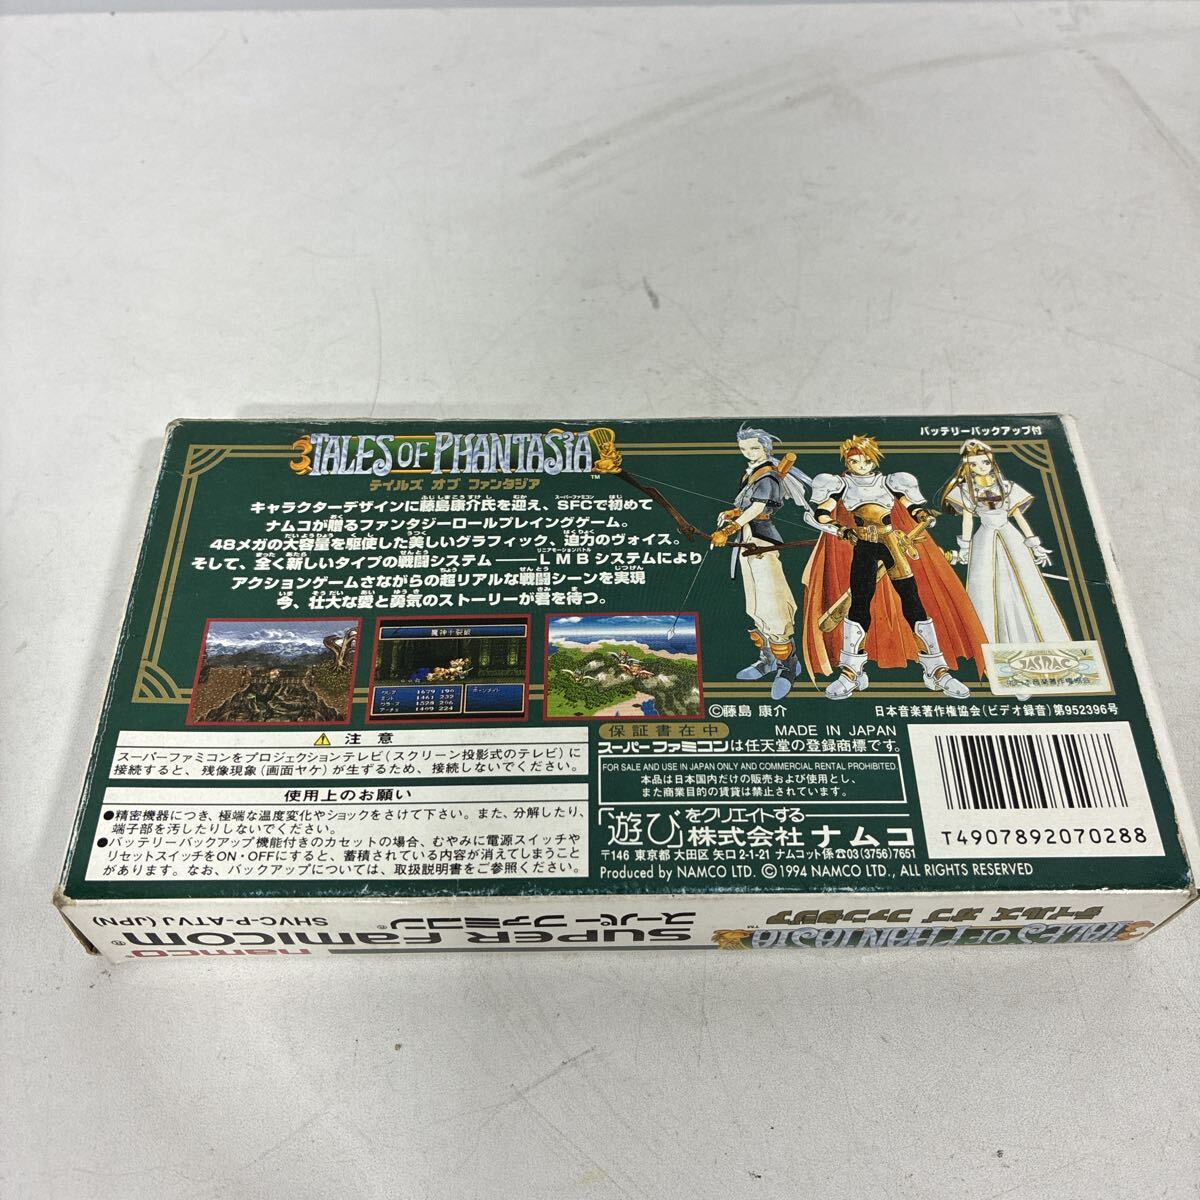 バッテリーバックアップ付
TALES OF PHANTASIA™
テイルズ オブ ファンタジア
キャラクターデザインに藤島康介氏を迎え、SFCで初めて
ナムコが贈るファンタジーロールプレイングゲーム。
48メガの大容量を駆使した美しいグラフィック、迫力のヴォイス。
そして、全く新しいタイプの戦闘システム——LMBシステムにより
アクションゲームさながらの超リアルな戦闘シーンを実現
今、壮大な愛と勇気のストーリーが君を待つ。
JASRAC
©藤島 康介
日本音楽著作権協会(ビデオ録音)第952396号
⚠ 注意
スーパーファミコンをプロジェクションテレビ(スクリーン投影式のテレビ)に
接続すると、残像現象(画面ヤケ)が生ずるため、接続しないでください。
使用上のお願い
●精密機器につき、極端な温度変化やショックをさけて下さい。また、分解したり、
端子部を汚したりしないでください。
●バッテリーバックアップ機能付きのカセットの場合、むやみに電源スイッチや
リセットスイッチをON・OFFにすると、蓄積されている内容が消えてしまうこと
があります。なお、バックアップについては、取扱説明書をご参照ください。
保証書在中
MADE IN JAPAN
スーパーファミコンは任天堂の登録商標です。
FOR SALE AND USE IN JAPAN ONLY AND COMMERCIAL RENTAL PROHIBITED
本品は日本国内だけの販売および使用とし、
また商業目的の賃貸は禁止されています。
「遊び」をクリエイトする
株式会社 ナムコ
〒146 東京都 大田区 矢口 2-1-21 ナムコット係 ☎03(3756)7651
Produced by NAMCO LTD. ©1994 NAMCO LTD., ALL RIGHTS RESERVED
T4907892070288
TALES OF PHANTASIA™
テイルズ オブ ファンタジア
namco®
SUPER Famicom®
スーパーファミコン®
SHVC-P-ATVJ (JPN)